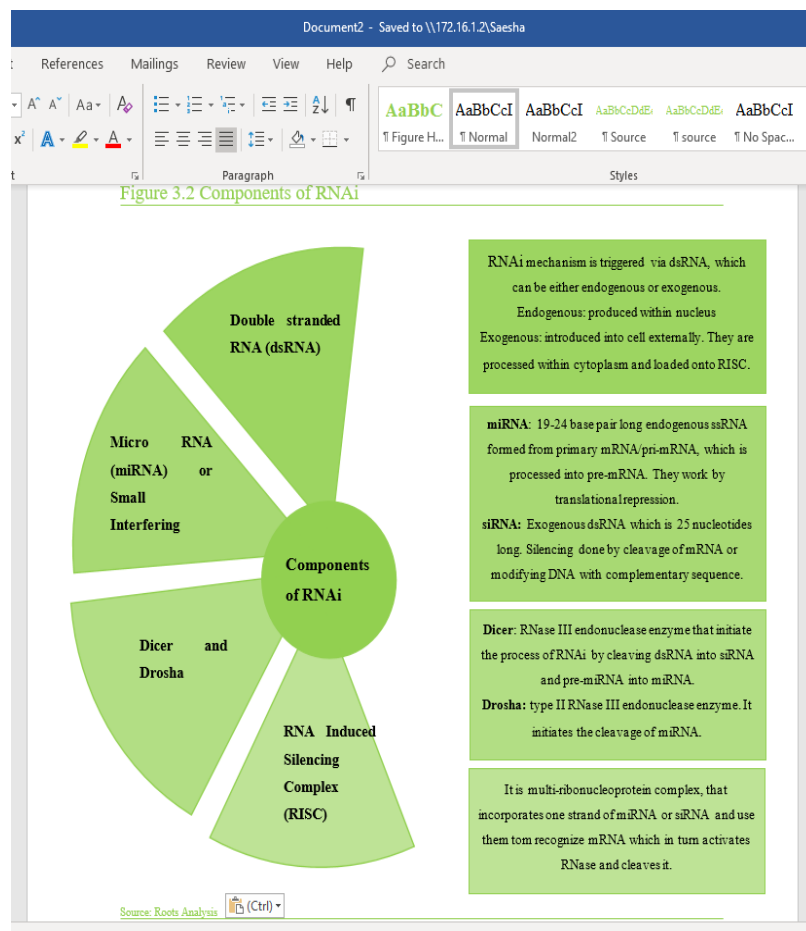 Document2 - Saved to \\172.16.1.2\Saesha
References Mailings Review View Help Search
A^ A˅ Aa A
A Z ¶
x² A A
AaBbC AaBbCcI AaBbCcI AaBbCcDdE AaBbCcDdE AaBbCcI
¶ Figure H... ¶ Normal Normal2 ¶ Source ¶ source ¶ No Spac...
Paragraph Styles
Figure 3.2 Components of RNAi
Double stranded
RNA (dsRNA)
Micro RNA
(miRNA) or
Small
Interfering
Components
of RNAi
Dicer and
Drosha
RNA Induced
Silencing
Complex
(RISC)
RNAi mechanism is triggered via dsRNA, which
can be either endogenous or exogenous.
Endogenous: produced within nucleus
Exogenous: introduced into cell externally. They are
processed within cytoplasm and loaded onto RISC.
miRNA: 19-24 base pair long endogenous ssRNA
formed from primary mRNA/pri-mRNA, which is
processed into pre-mRNA. They work by
translational repression.
siRNA: Exogenous dsRNA which is 25 nucleotides
long. Silencing done by cleavage of mRNA or
modifying DNA with complementary sequence.
Dicer: RNase III endonuclease enzyme that initiate
the process of RNAi by cleaving dsRNA into siRNA
and pre-miRNA into miRNA.
Drosha: type II RNase III endonuclease enzyme. It
initiates the cleavage of miRNA.
It is multi-ribonucleoprotein complex, that
incorporates one strand of miRNA or siRNA and use
them tom recognize mRNA which in turn activates
RNase and cleaves it.
Source: Roots Analysis
(Ctrl)